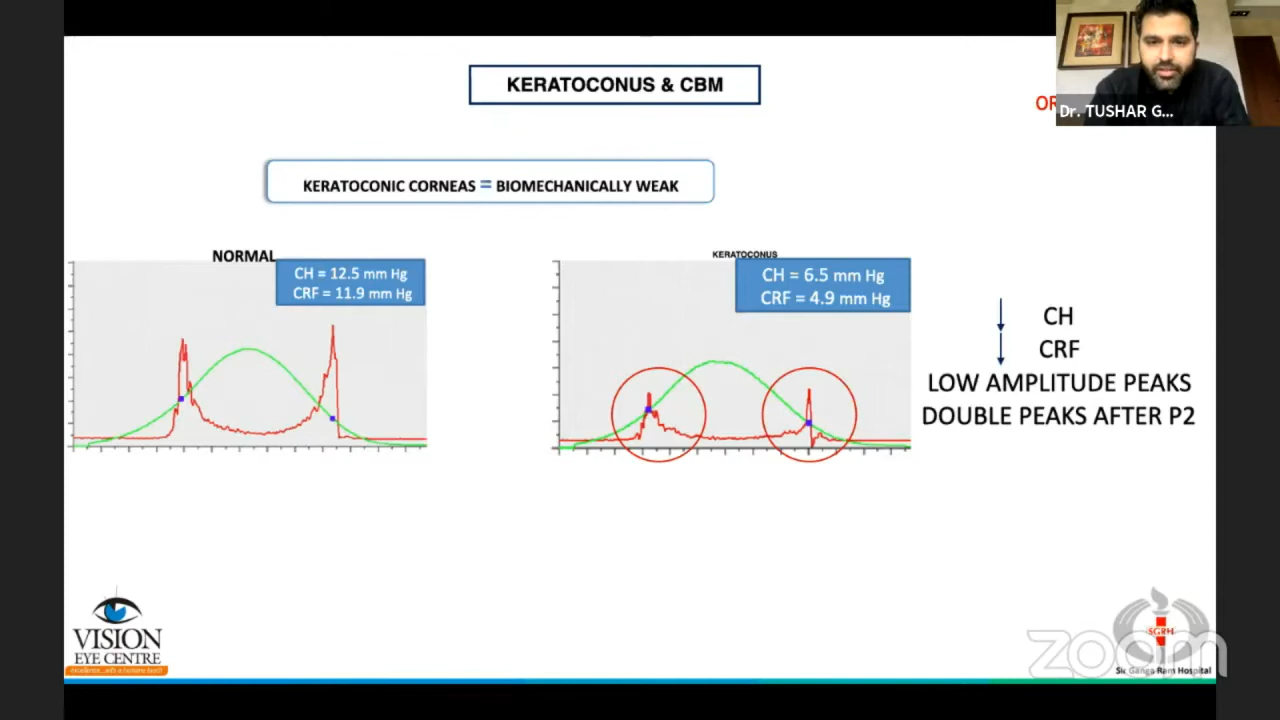 KERATOCONUS & CBM
OR
Dr. TUSHAR G...
KERATOCONIC CORNEAS = BIOMECHANICALLY WEAK
NORMAL
CH = 12.5 mm Hg
CRF = 11.9 mm Hg
KERATOCONUS
CH = 6.5 mm Hg
CRF = 4.9 mm Hg
CH
CRF
LOW AMPLITUDE PEAKS
DOUBLE PEAKS AFTER P2
VISION
EYE CENTRE
SGRH
zoom
Sir Ganga Ram Hospital